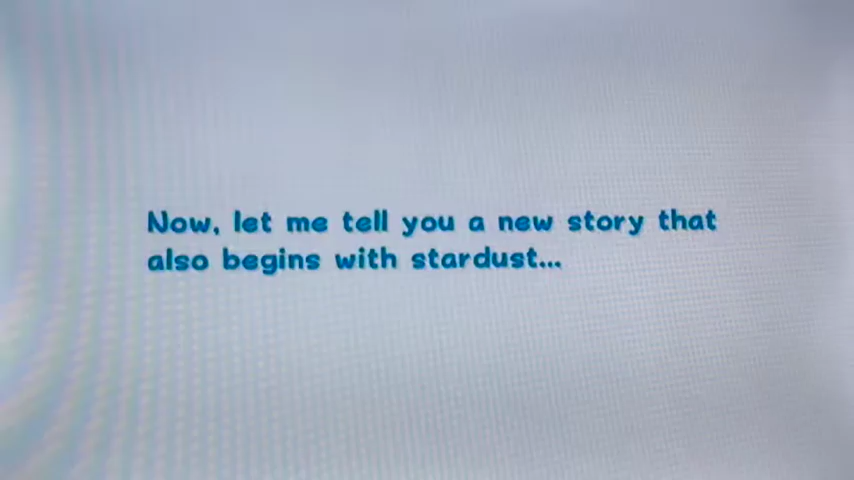 Now, let me tell you a new story that
also begins with stardust...